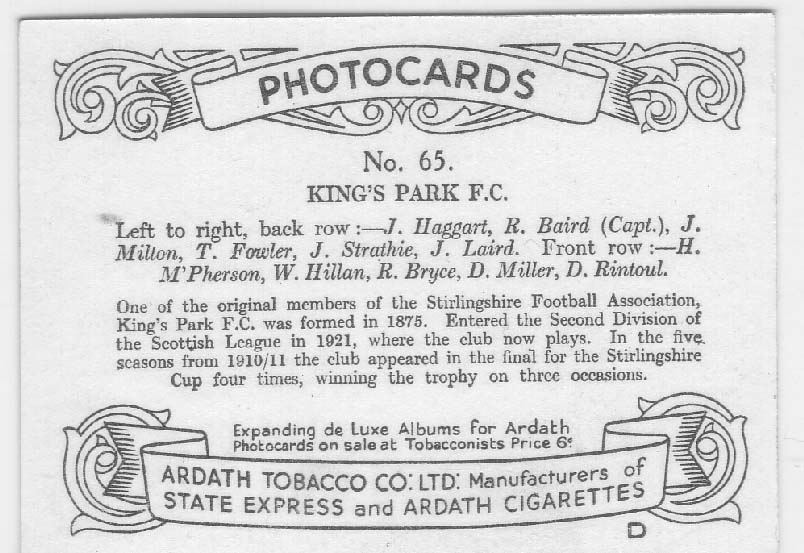 PHOTOCARDS
No. 65.
KING'S PARK F.C.
Left to right, back row :—J. Haggart, R. Baird (Capt.), J.
Milton, T. Fowler, J. Strathie, J. Laird. Front row :—H.
M'Pherson, W. Hillan, R. Bryce, D. Miller, D. Rintoul.
One of the original members of the Stirlingshire Football Association,
King's Park F.C. was formed in 1875. Entered the Second Division of
the Scottish League in 1921, where the club now plays. In the five
seasons from 1910/11 the club appeared in the final for the Stirlingshire
Cup four times, winning the trophy on three occasions.
Expanding de Luxe Albums for Ardath
Photocards on sale at Tobacconists Price 6d
ARDATH TOBACCO CO: LTD: Manufacturers of
STATE EXPRESS and ARDATH CIGARETTES
D